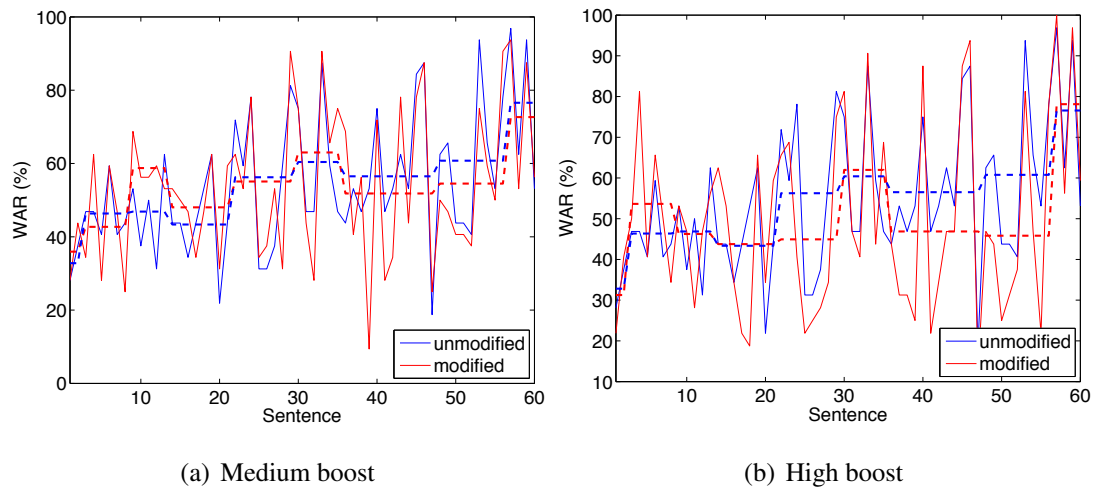 100
80
60
40
20
0
WAR (%)
10 20 30 40 50 60
Sentence
unmodified
modified
(a) Medium boost
100
90
80
70
60
50
40
30
20
10
WAR (%)
10 20 30 40 50 60
Sentence
unmodified
modified
(b) High boost